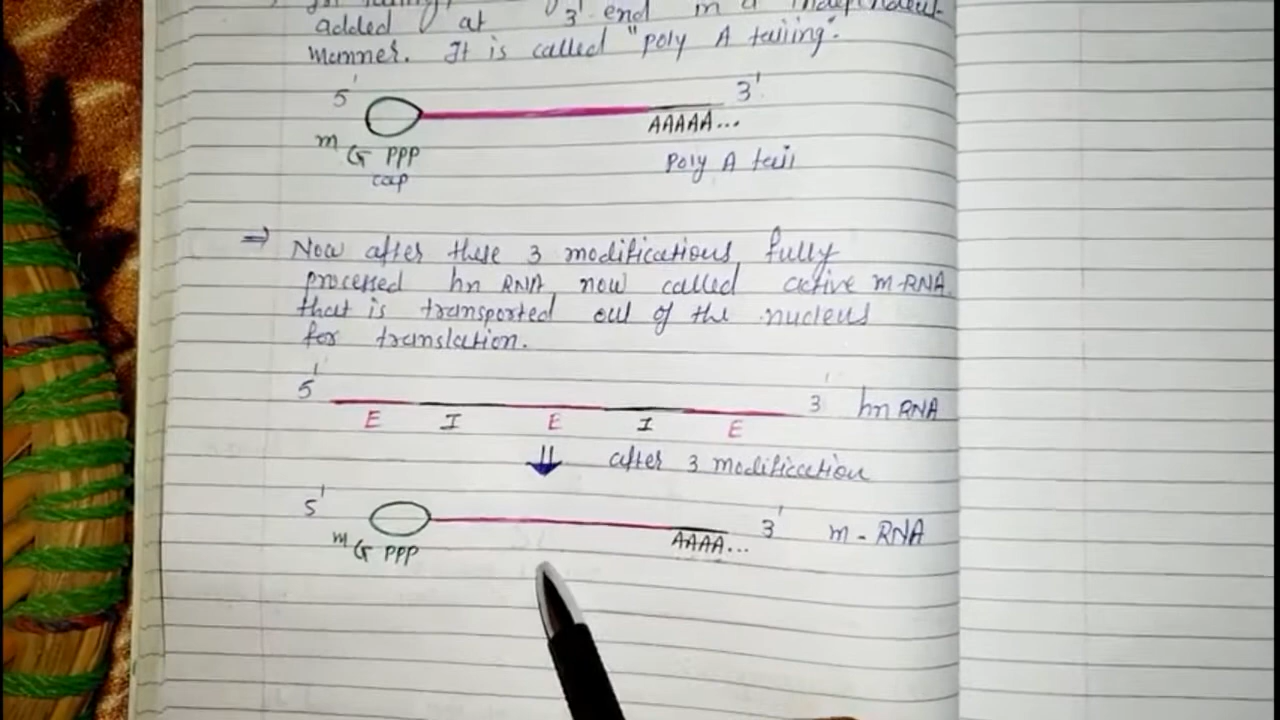 added at 3' end in a independent
manner. It is called "poly A tailing".
5' 3'
mG PPP AAAAA...
cap Poly A tail
⇒ Now after these 3 modifications, fully
processed hn RNA now called active m-RNA
that is transported out of the nucleus
for translation.
5' 3' hn RNA
E I E I E
after 3 modification
5' 3' m-RNA
mG PPP AAAA...